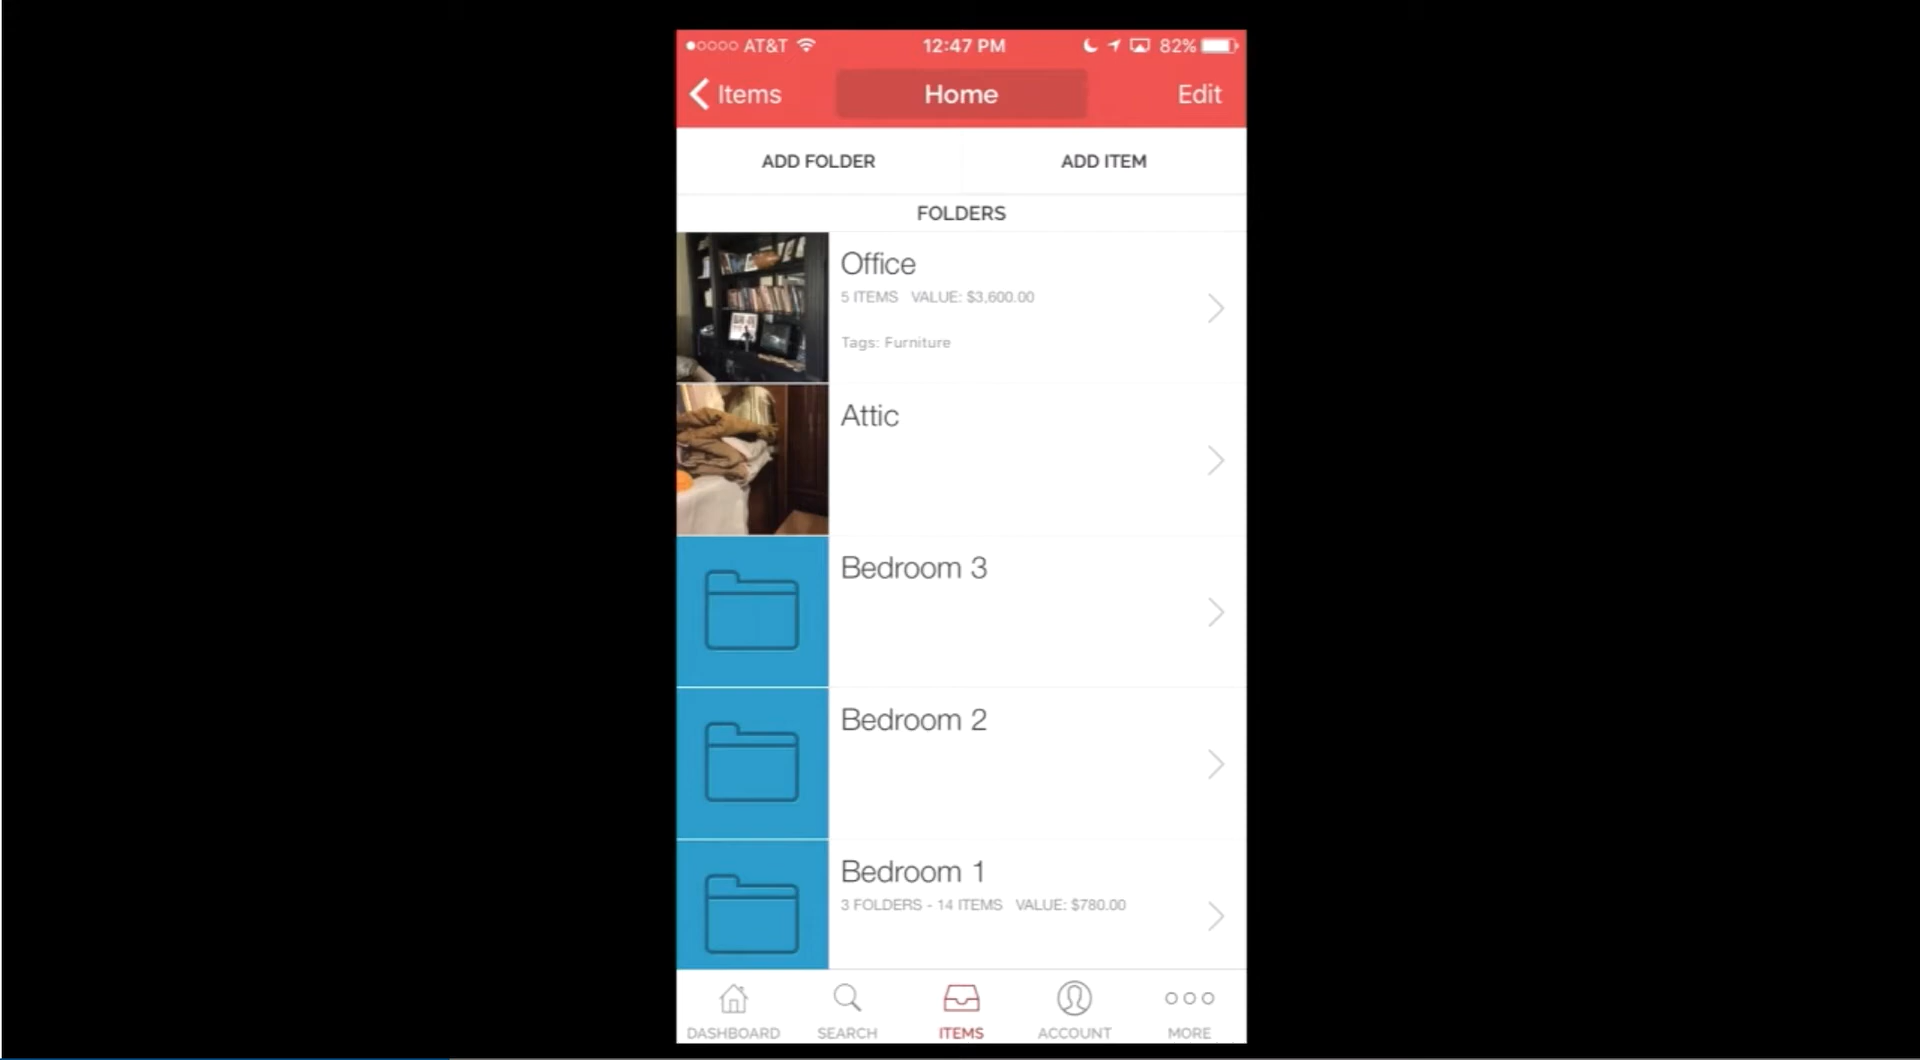 AT&T 12:47 PM 82%
Items Home Edit
ADD FOLDER ADD ITEM
FOLDERS
Office
5 ITEMS VALUE: $3,600.00
Tags: Furniture
Attic
Bedroom 3
Bedroom 2
Bedroom 1
3 FOLDERS - 14 ITEMS VALUE: $780.00
DASHBOARD SEARCH ITEMS ACCOUNT MORE